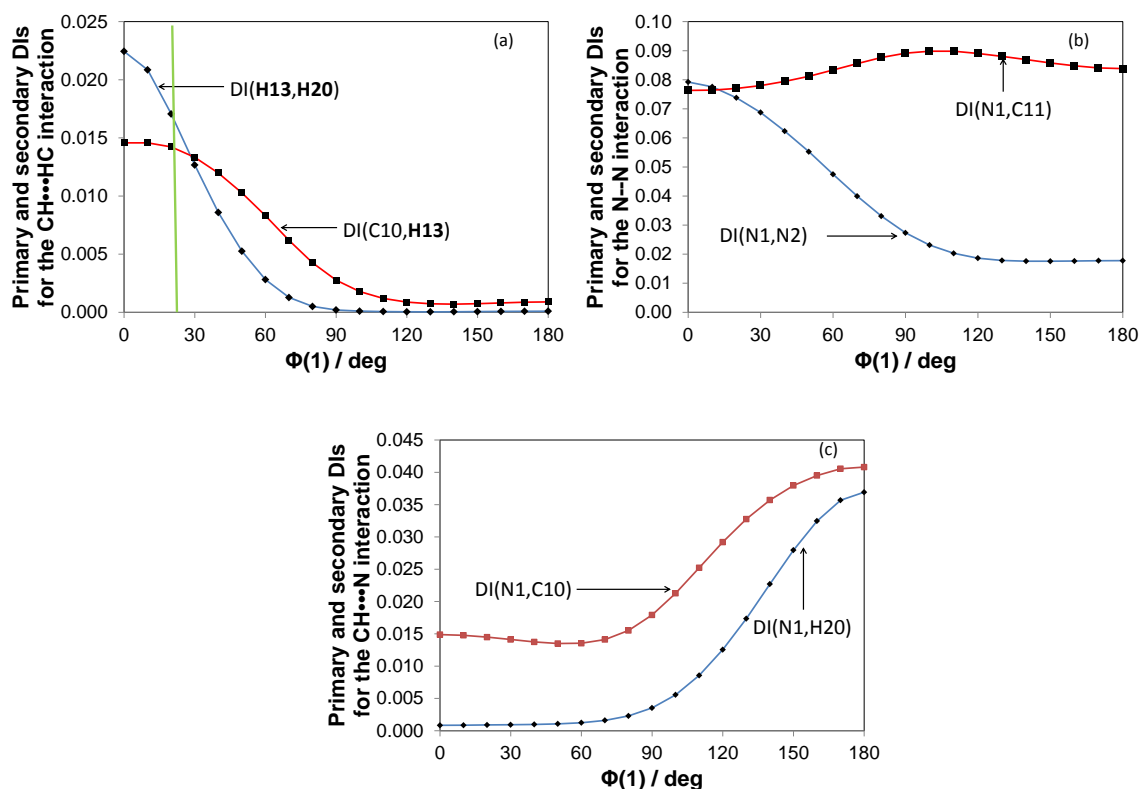 Primary and secondary DIs
for the CH•••HC interaction
0.025
0.020
0.015
0.010
0.005
0.000
(a)
DI(H13,H20)
DI(C10,H13)
0 30 60 90 120 150 180
Φ(1) / deg
Primary and secondary DIs
for the N--N interaction
0.10
0.09
0.08
0.07
0.06
0.05
0.04
0.03
0.02
0.01
0.00
(b)
DI(N1,C11)
DI(N1,N2)
0 30 60 90 120 150 180
Φ(1) / deg
Primary and secondary DIs
for the CH•••N interaction
0.045
0.040
0.035
0.030
0.025
0.020
0.015
0.010
0.005
0.000
(c)
DI(N1,C10)
DI(N1,H20)
0 30 60 90 120 150 180
Φ(1) / deg